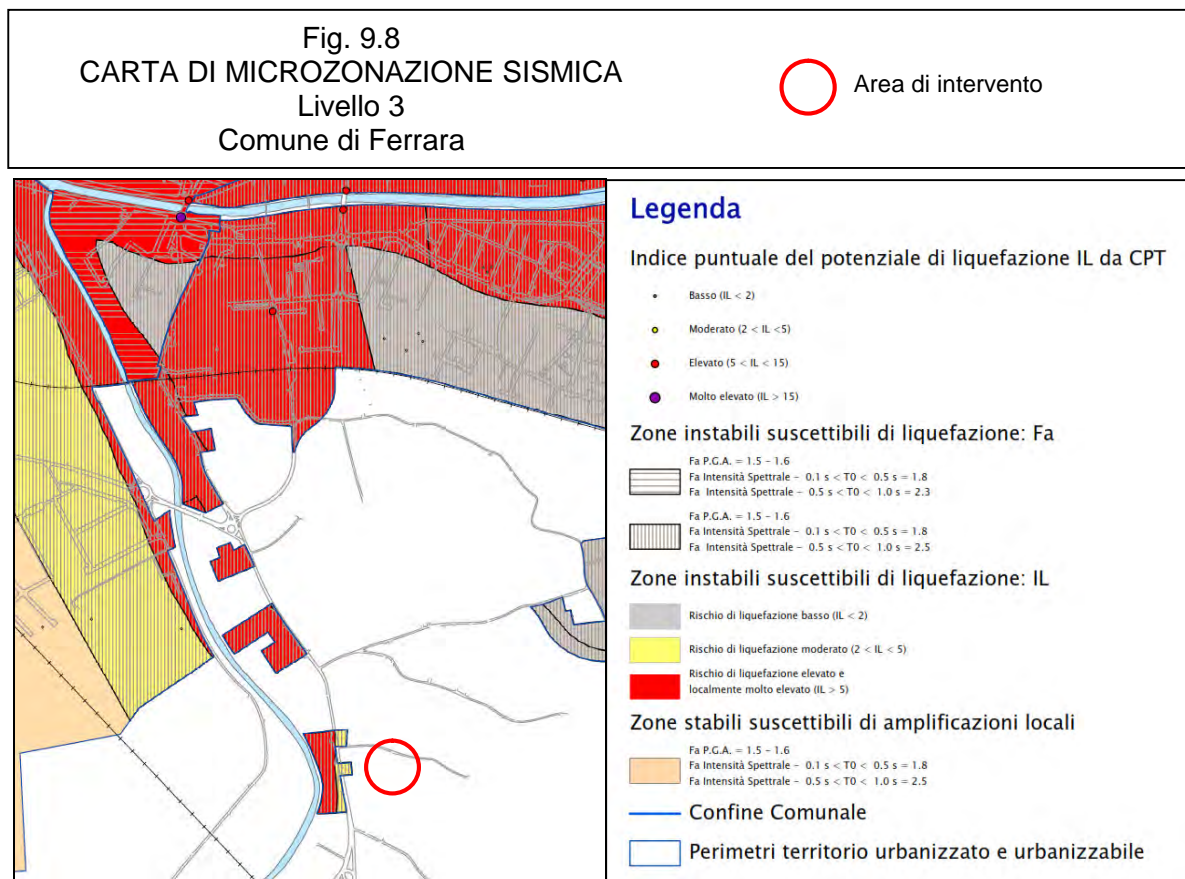 Fig. 9.8
CARTA DI MICROZONAZIONE SISMICA
Livello 3
Comune di Ferrara
Area di intervento
Legenda
Indice puntuale del potenziale di liquefazione IL da CPT
Basso (IL < 2)
Moderato (2 < IL <5)
Elevato (5 < IL < 15)
Molto elevato (IL > 15)
Zone instabili suscettibili di liquefazione: Fa
Fa P.G.A. = 1.5 - 1.6
Fa Intensità Spettrale - 0.1 s < T0 < 0.5 s = 1.8
Fa Intensità Spettrale - 0.5 s < T0 < 1.0 s = 2.3
Fa P.G.A. = 1.5 - 1.6
Fa Intensità Spettrale - 0.1 s < T0 < 0.5 s = 1.8
Fa Intensità Spettrale - 0.5 s < T0 < 1.0 s = 2.5
Zone instabili suscettibili di liquefazione: IL
Rischio di liquefazione basso (IL < 2)
Rischio di liquefazione moderato (2 < IL < 5)
Rischio di liquefazione elevato e
localmente molto elevato (IL > 5)
Zone stabili suscettibili di amplificazioni locali
Fa P.G.A. = 1.5 - 1.6
Fa Intensità Spettrale - 0.1 s < T0 < 0.5 s = 1.8
Fa Intensità Spettrale - 0.5 s < T0 < 1.0 s = 2.5
Confine Comunale
Perimetri territorio urbanizzato e urbanizzabile